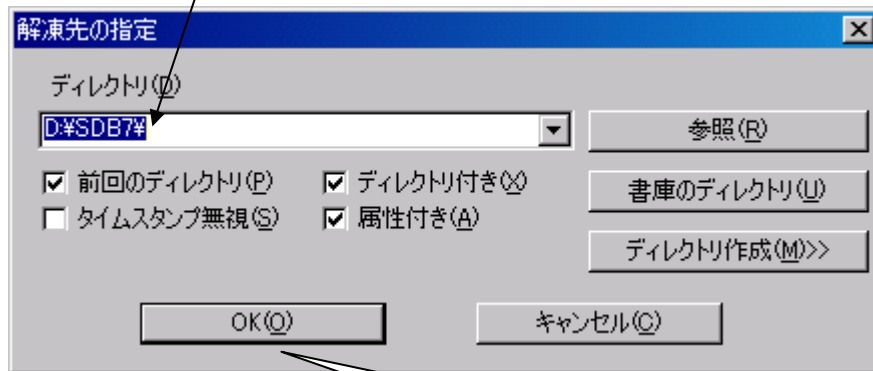 解凍先の指定
ディレクトリ(D)
D:¥SDB7¥
参照(R)
前回のディレクトリ(P) ディレクトリ付き(X)
書庫のディレクトリ(U)
タイムスタンプ無視(S) 属性付き(A)
ディレクトリ作成(M)>>
OK(O) キャンセル(C)